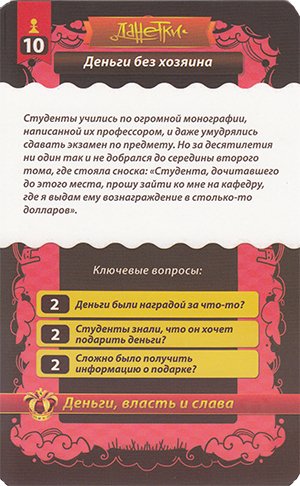 ДАНЕТКИ
10
Деньги без хозяина
Студенты учились по огромной монографии,
написанной их профессором, и даже умудрялись
сдавать экзамен по предмету. Но за десятилетия
ни один так и не добрался до середины второго
тома, где стояла сноска: «Студента, дочитавшего
до этого места, прошу зайти ко мне на кафедру,
где я выдам ему вознаграждение в столько-то
долларов».
Ключевые вопросы:
2 Деньги были наградой за что-то?
2 Студенты знали, что он хочет
подарить деньги?
2 Сложно было получить
информацию о подарке?
Деньги, власть и слава